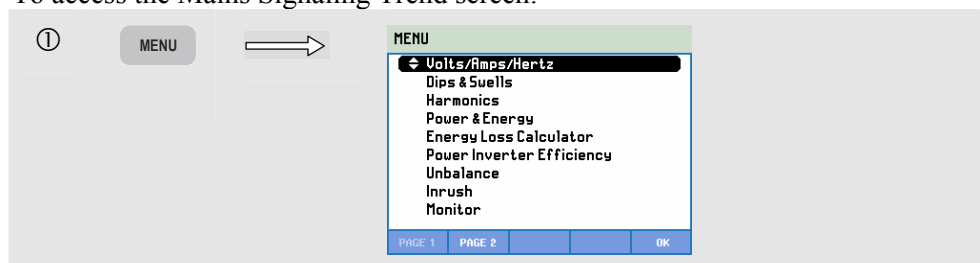 To access the Mains Signaling Trend screen:
① MENU
MENU
Volts/Amps/Hertz
Dips & Swells
Harmonics
Power & Energy
Energy Loss Calculator
Power Inverter Efficiency
Unbalance
Inrush
Monitor
PAGE 1 PAGE 2 OK